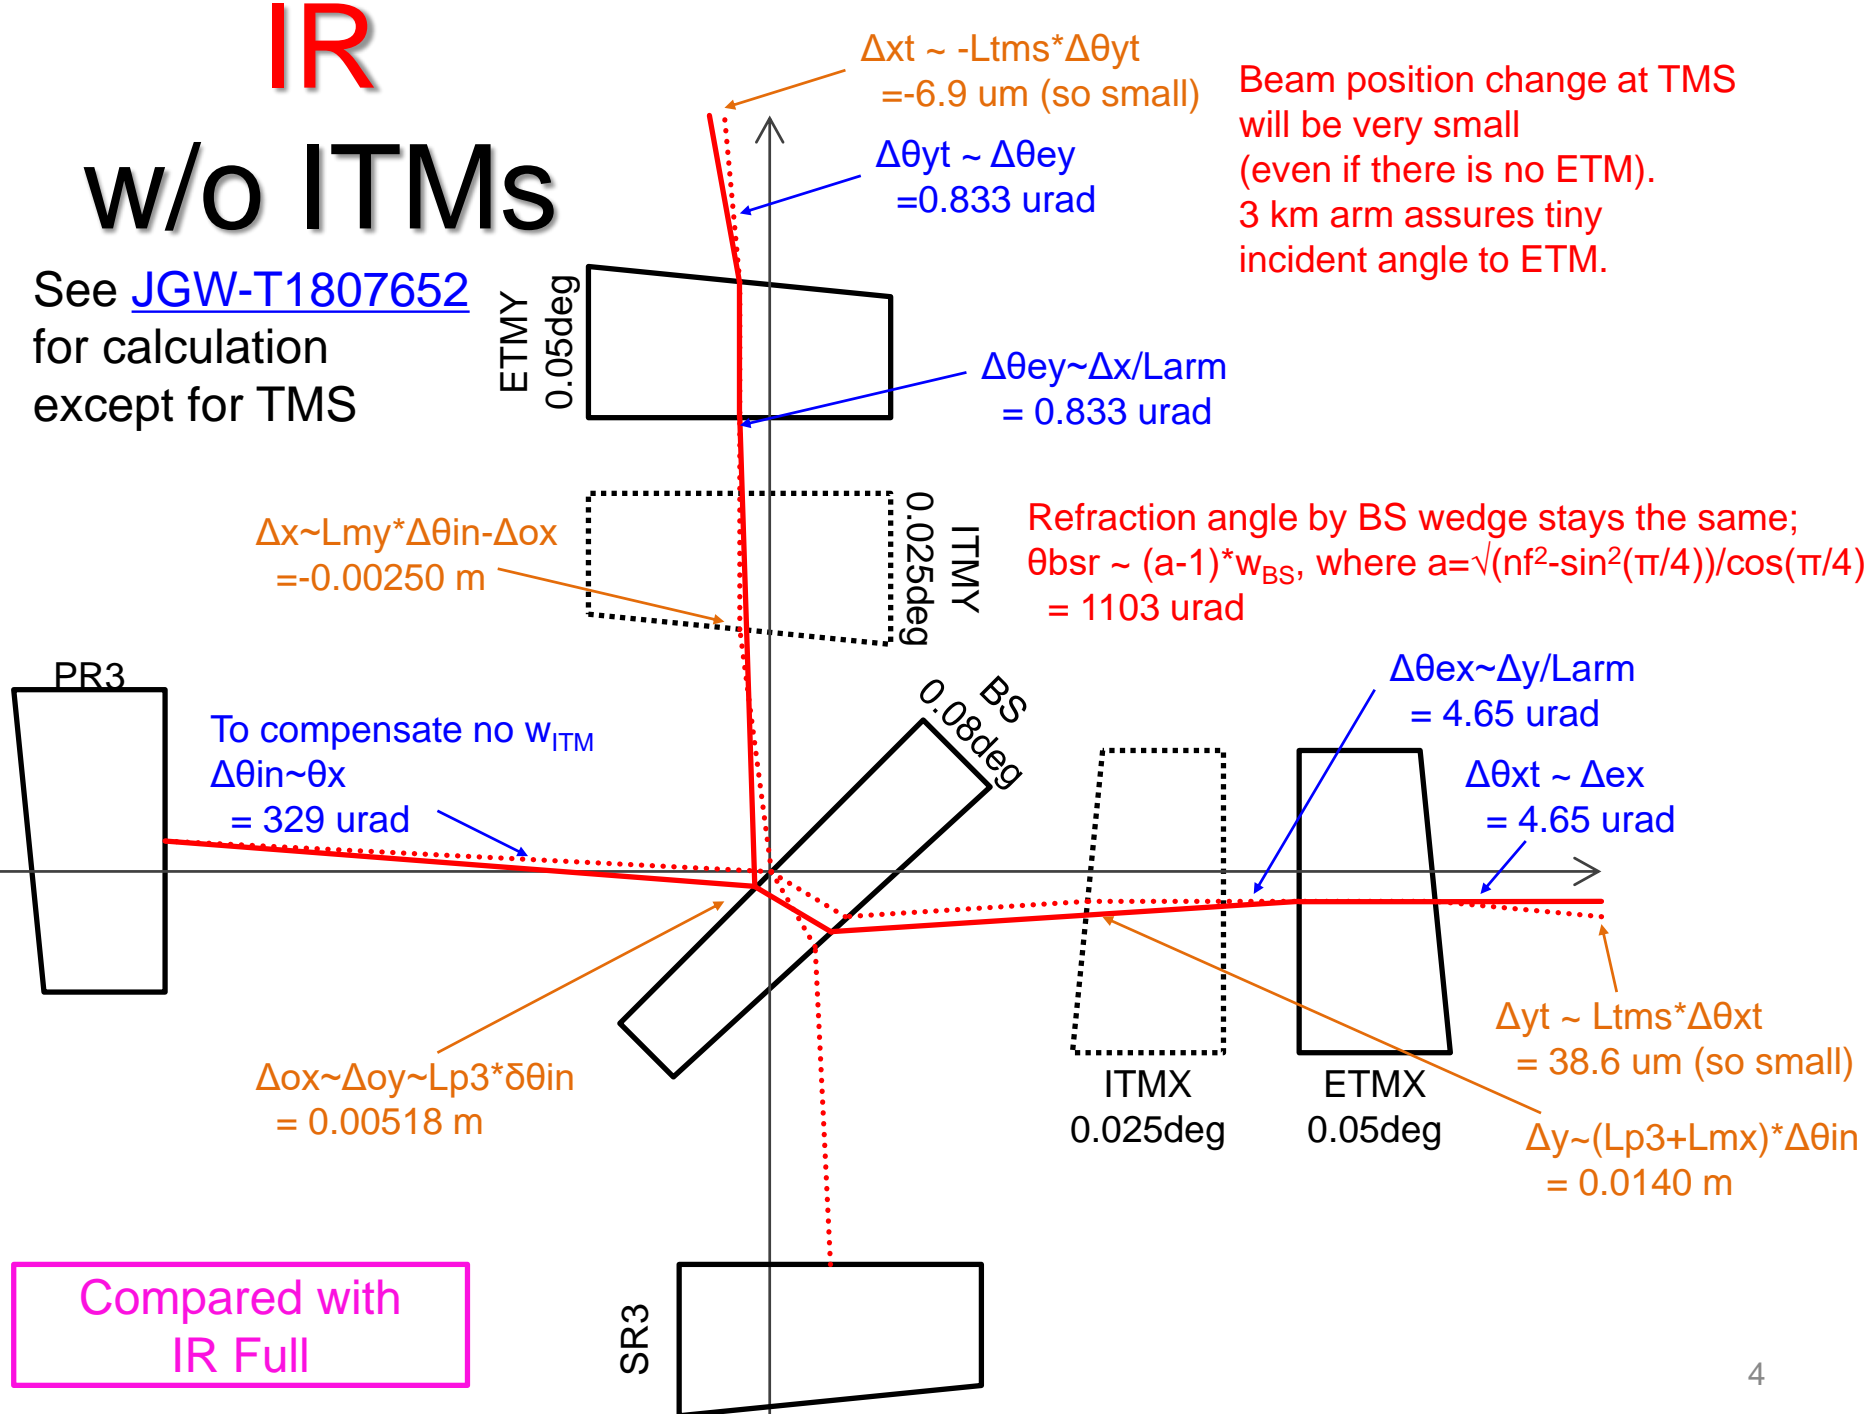 IR
w/o ITMs
See JGW-T1807652
for calculation
except for TMS
Δxt ~ -Ltms*Δθyt
=-6.9 um (so small)
Δθyt ~ Δθey
=0.833 urad
Beam position change at TMS
will be very small
(even if there is no ETM).
3 km arm assures tiny
incident angle to ETM.
ETMY
0.05deg
Δθey~Δx/Larm
= 0.833 urad
Δx~Lmy*Δθin-Δox
=-0.00250 m
ITMY
0.025deg
Refraction angle by BS wedge stays the same;
θbsr ~ (a-1)*wBS, where a=√(nf²-sin²(π/4))/cos(π/4)
= 1103 urad
PR3
To compensate no wITM
Δθin~θx
= 329 urad
BS
0.08deg
Δθex~Δy/Larm
= 4.65 urad
Δθxt ~ Δex
= 4.65 urad
Δox~Δoy~Lp3*δθin
= 0.00518 m
ITMX
0.025deg
ETMX
0.05deg
Δyt ~ Ltms*Δθxt
= 38.6 um (so small)
Δy~(Lp3+Lmx)*Δθin
= 0.0140 m
Compared with
IR Full
SR3
4